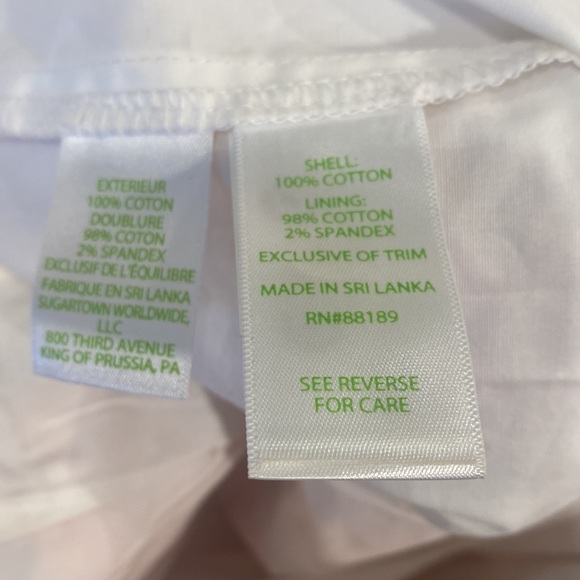 EXTERIEUR
100% COTON
DOUBLURE
98% COTON
2% SPANDEX
EXCLUSIF DE L'ÉQUILIBRE
FABRIQUE EN SRI LANKA
SUGARTOWN WORLDWIDE,
LLC
800 THIRD AVENUE
KING OF PRUSSIA, PA
SHELL:
100% COTTON
LINING:
98% COTTON
2% SPANDEX
EXCLUSIVE OF TRIM
MADE IN SRI LANKA
RN#88189
SEE REVERSE
FOR CARE